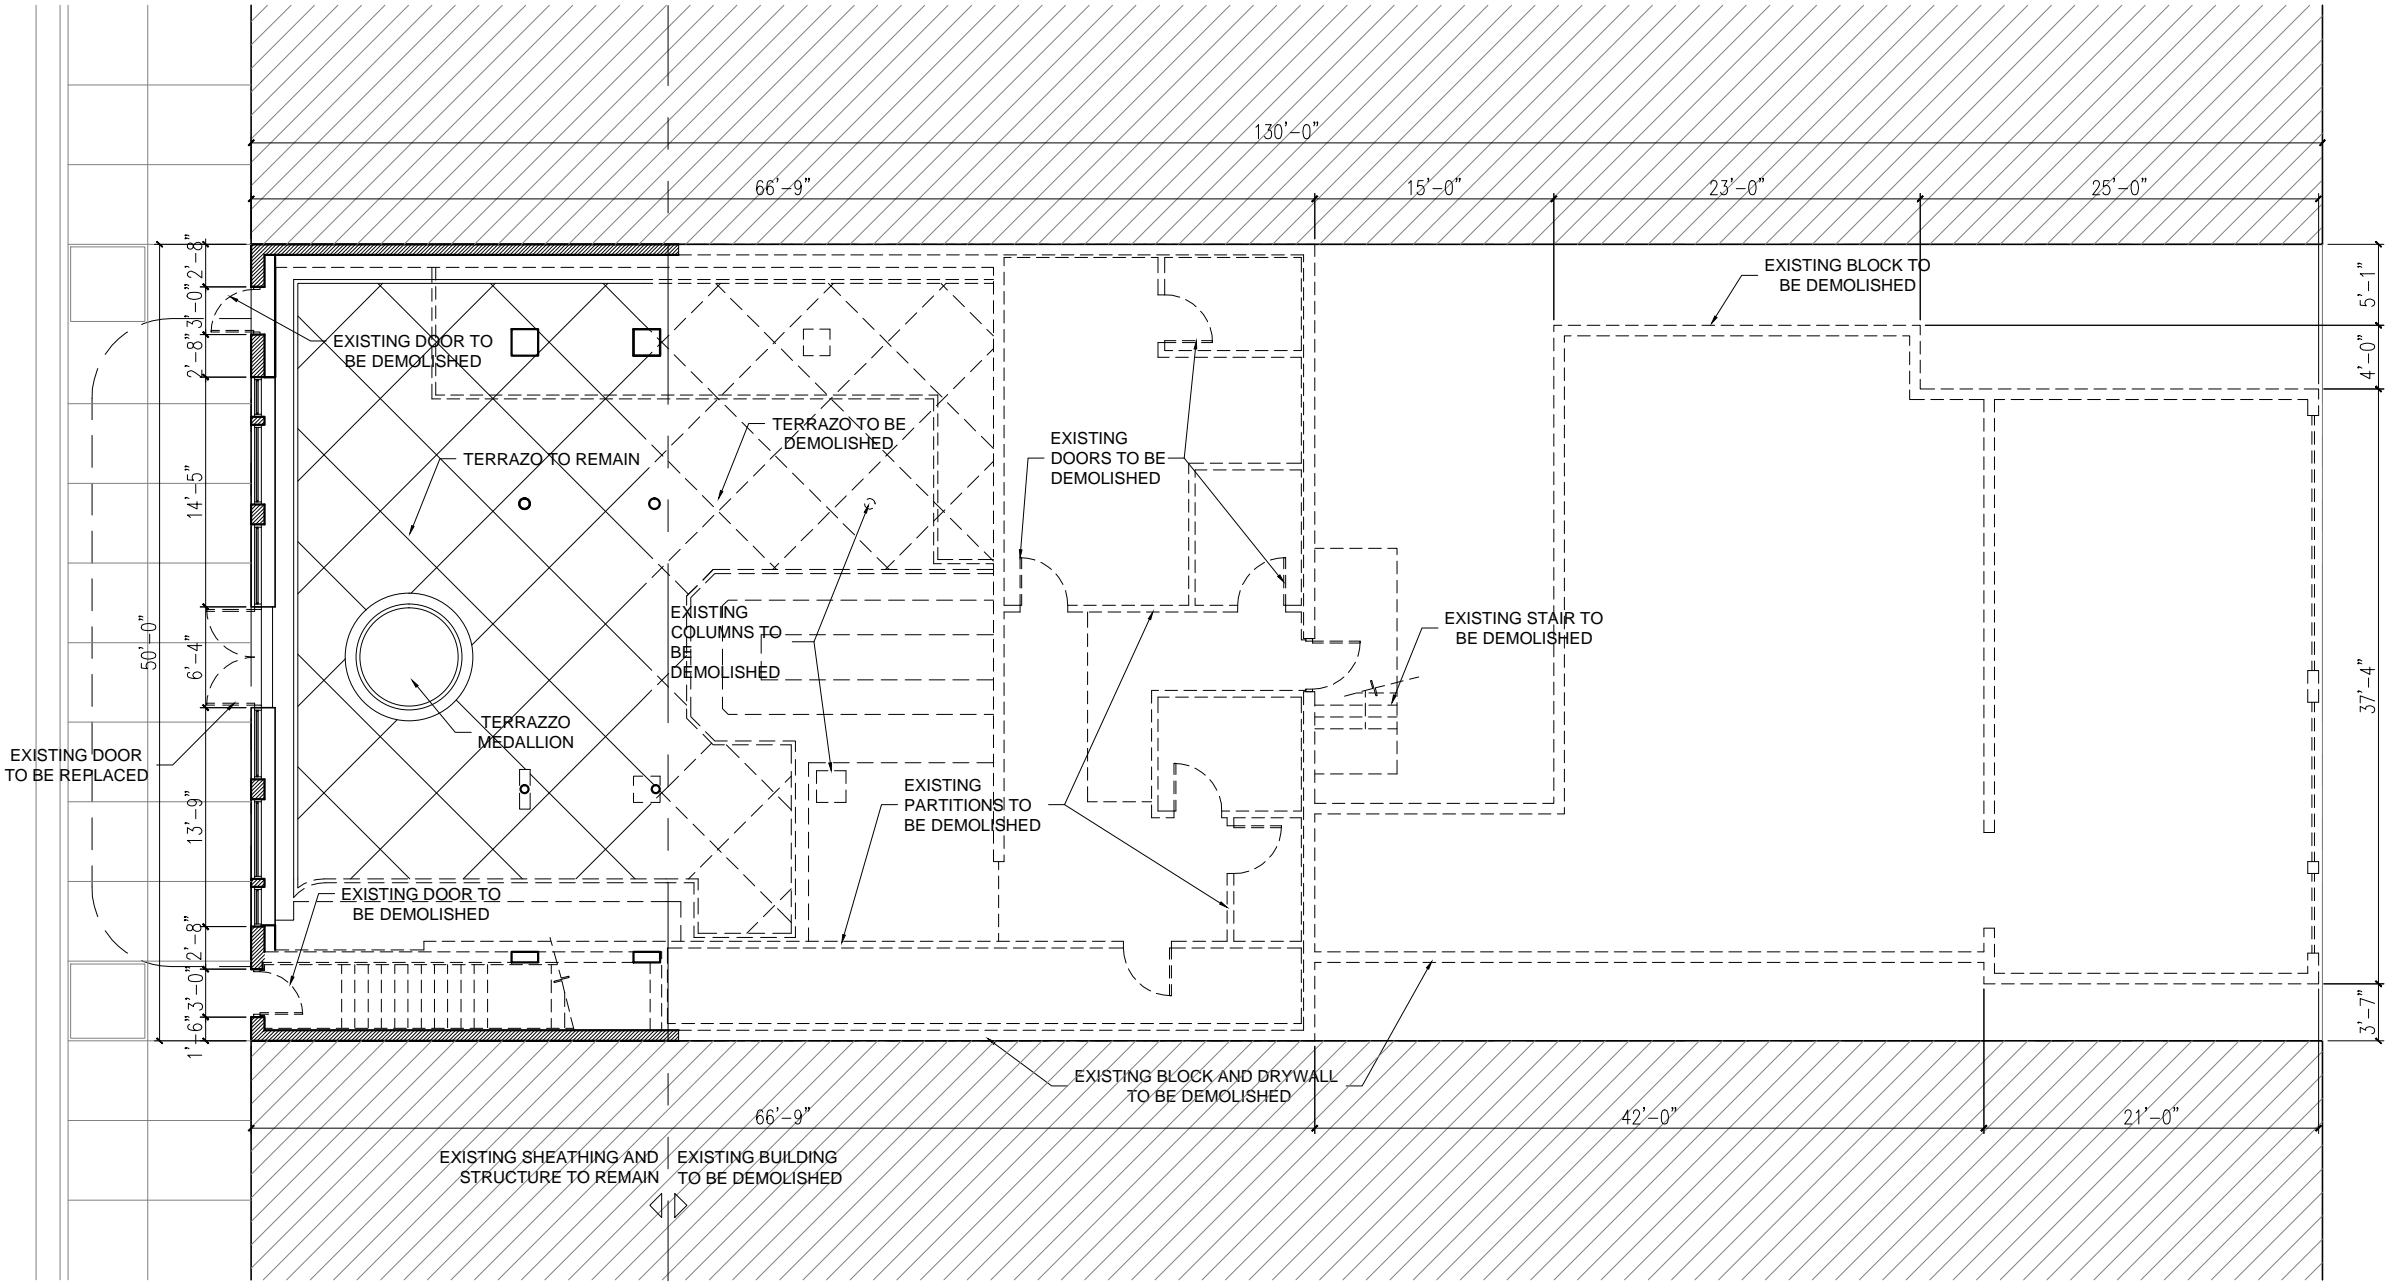 130'-0"
66'-9"
15'-0"
23'-0"
25'-0"
2'-8"
3'-0"
2'-8"
14'-5"
50'-0"
6'-4"
13'-9"
2'-8"
3'-0"
1'-6"
EXISTING DOOR TO
BE DEMOLISHED
TERRAZO TO REMAIN
TERRAZO TO BE
DEMOLISHED
EXISTING
DOORS TO BE
DEMOLISHED
EXISTING BLOCK TO
BE DEMOLISHED
5'-1"
4'-0"
37'-4"
3'-7"
EXISTING
COLUMNS TO
BE
DEMOLISHED
EXISTING STAIR TO
BE DEMOLISHED
TERRAZZO
MEDALLION
EXISTING DOOR
TO BE REPLACED
EXISTING
PARTITIONS TO
BE DEMOLISHED
EXISTING DOOR TO
BE DEMOLISHED
EXISTING BLOCK AND DRYWALL
TO BE DEMOLISHED
66'-9"
42'-0"
21'-0"
EXISTING SHEATHING AND
STRUCTURE TO REMAIN
EXISTING BUILDING
TO BE DEMOLISHED